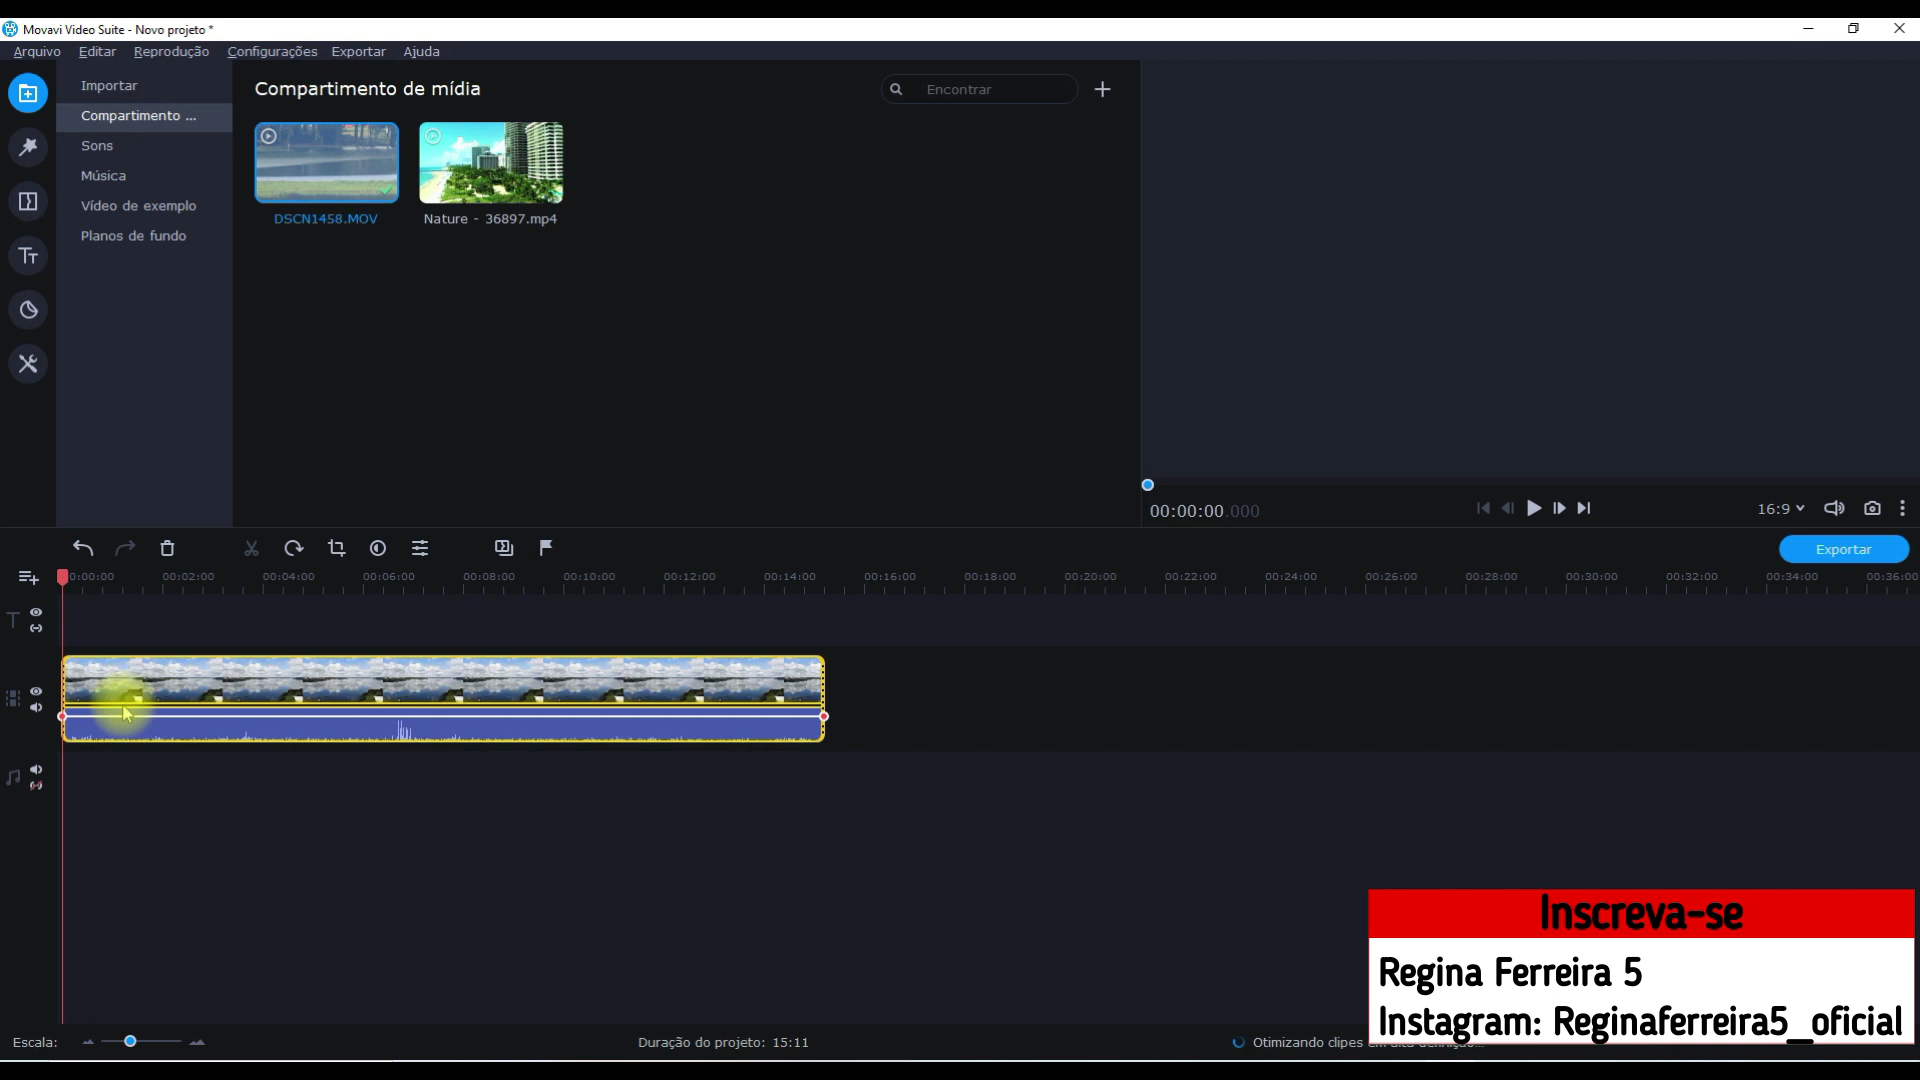 Movavi Video Suite - Novo projeto *
Arquivo Editar Reprodução Configurações Exportar Ajuda
Importar
Compartimento ...
Sons
Música
Vídeo de exemplo
Planos de fundo
Compartimento de mídia
Encontrar
DSCN1458.MOV
Nature - 36897.mp4
00:00:00.000
16:9
Exportar
0:00:00 00:02:00 00:04:00 00:06:00 00:08:00 00:10:00 00:12:00 00:14:00 00:16:00 00:18:00 00:20:00 00:22:00 00:24:00 00:26:00 00:28:00 00:30:00 00:32:00 00:34:00 00:36:00
Inscreva-se
Regina Ferreira 5
Instagram: Reginaferreira5_oficial
Escala:
Duração do projeto: 15:11
Otimizando clipes em alta definição...